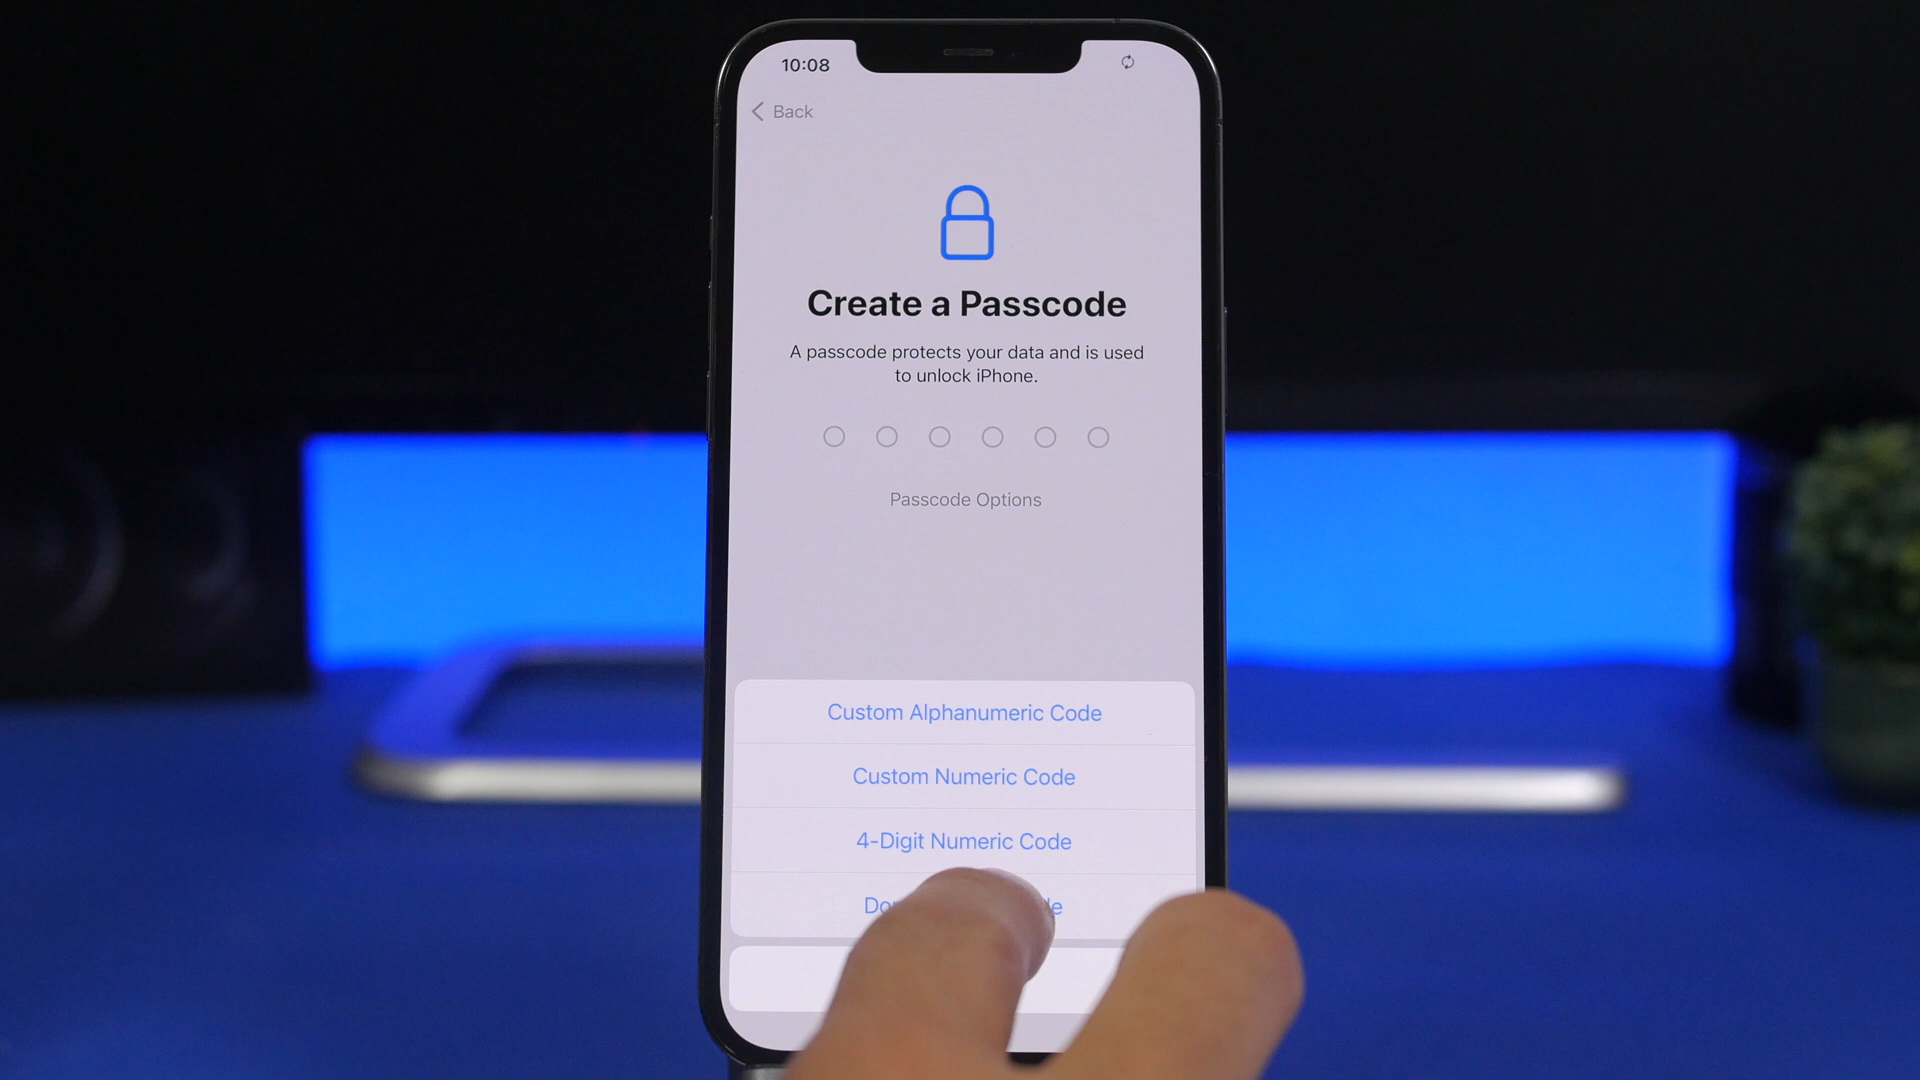 10:08
Back
Create a Passcode
A passcode protects your data and is used
to unlock iPhone.
Passcode Options
Custom Alphanumeric Code
Custom Numeric Code
4-Digit Numeric Code